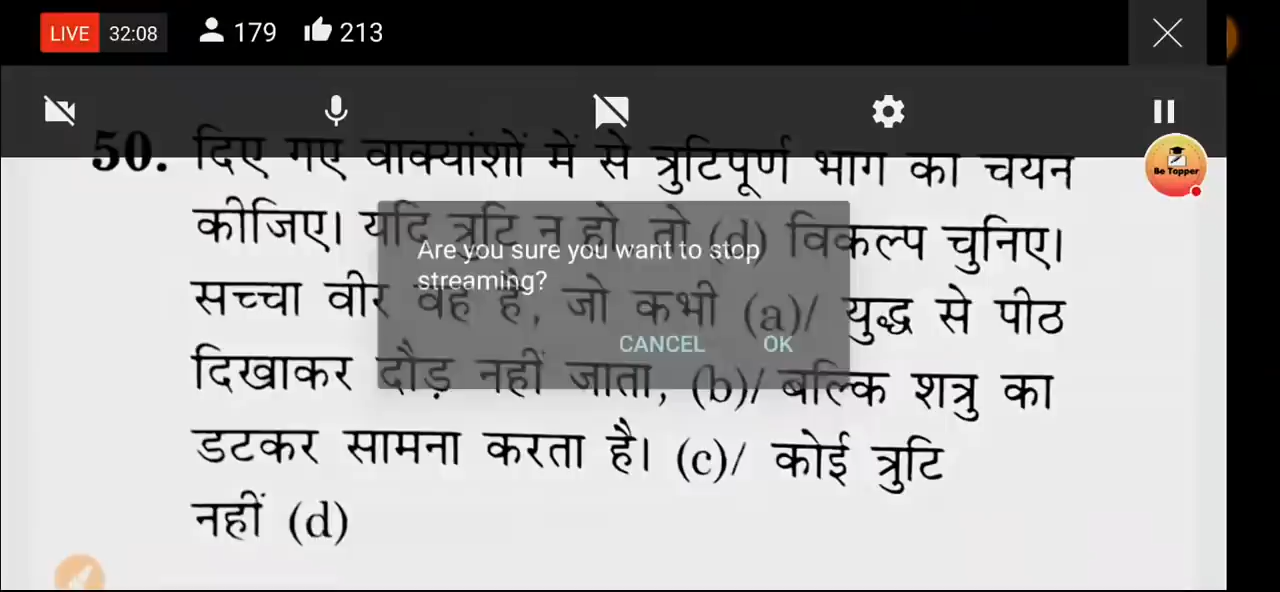 LIVE 32:08 179 213
50. दिए गए वाक्यांशों में से त्रुटिपूर्ण भाग का चयन
Be Topper
कीजिए। यदि त्रुटि न हो, तो (d) विकल्प चुनिए।
Are you sure you want to stop
streaming?
सच्चा वीर वह है, जो कभी (a)/ युद्ध से पीठ
CANCEL OK
दिखाकर दौड़ नहीं जाता, (b)/ बल्कि शत्रु का
डटकर सामना करता है। (c)/ कोई त्रुटि
नहीं (d)